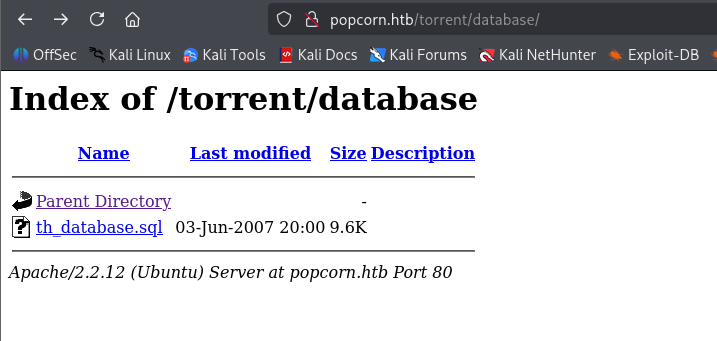 popcorn.htb/torrent/database/
OffSec Kali Linux Kali Tools Kali Docs Kali Forums Kali NetHunter Exploit-DB
Index of /torrent/database
Name Last modified Size Description
Parent Directory -
th_database.sql 03-Jun-2007 20:00 9.6K
Apache/2.2.12 (Ubuntu) Server at popcorn.htb Port 80